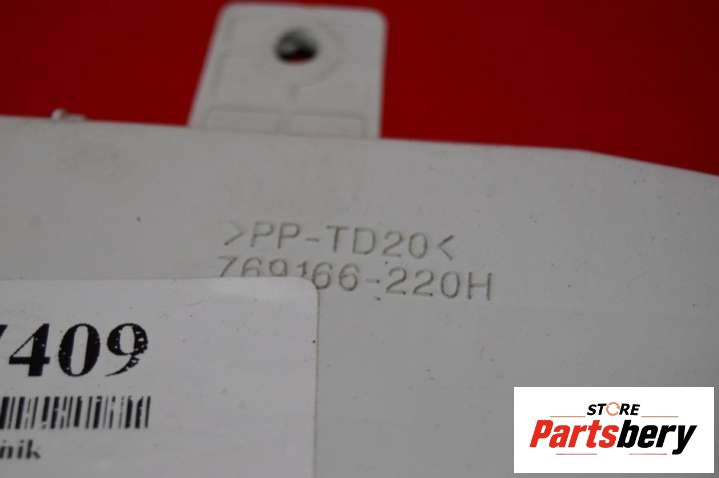 >PP-TD20<
769166-220H
7409
STORE
Partsbery